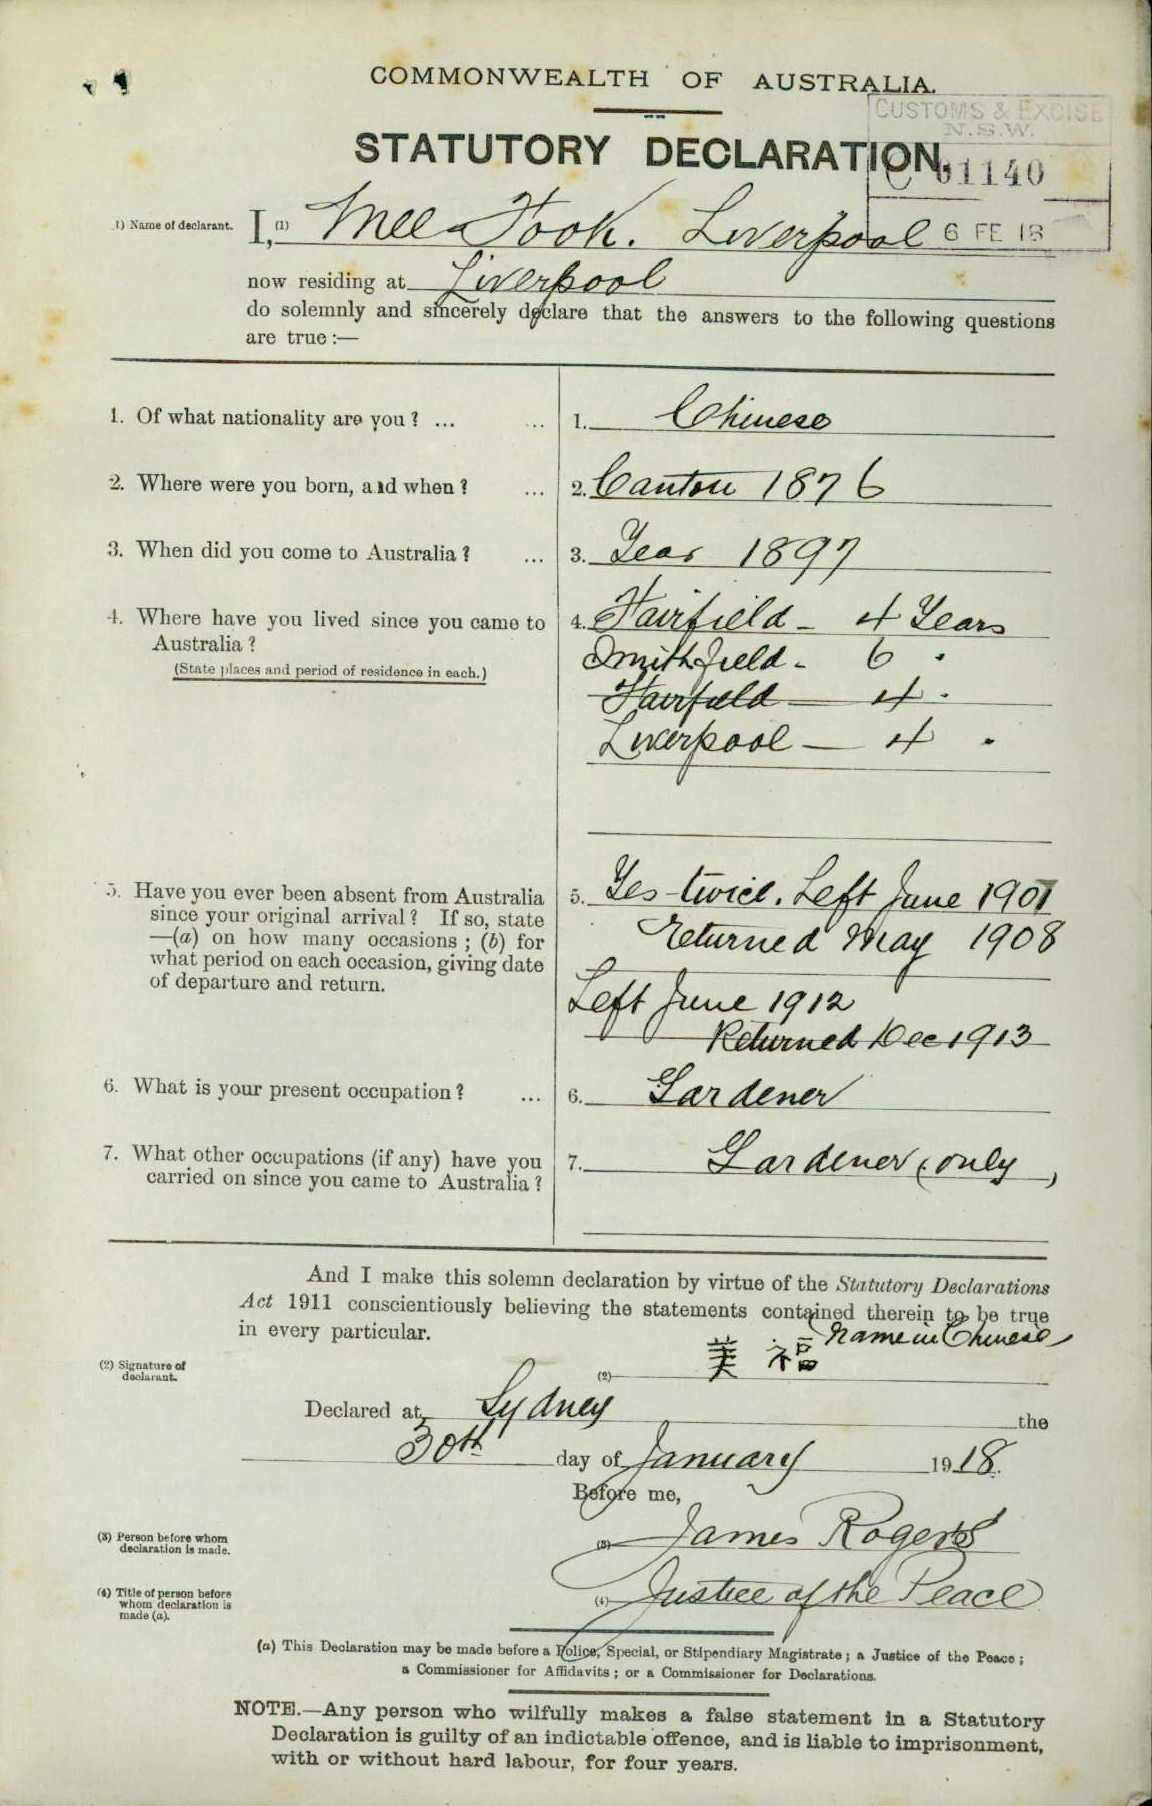 COMMONWEALTH OF AUSTRALIA.
CUSTOMS & EXCISE
N.S.W.
STATUTORY DECLARATION.
C 01140
6 FE 18
1) Name of declarant. I, (1) Mee Fook. Liverpool
now residing at Liverpool
do solemnly and sincerely declare that the answers to the following questions
are true :—
1. Of what nationality are you ? ... ... 1. Chinese
2. Where were you born, and when ? ... 2. Canton 1876
3. When did you come to Australia ? ... 3. Year 1897
4. Where have you lived since you came to 4. Fairfield - 4 Years
Australia ?
(State places and period of residence in each.)
Smithfield - 6 "
Fairfield — 4 "
Liverpool — 4 "
5. Have you ever been absent from Australia 5. Yes - twice. Left June 1901
since your original arrival ? If so, state
—(a) on how many occasions ; (b) for
what period on each occasion, giving date
of departure and return.
Returned May 1908
Left June 1912
Returned Dec 1913
6. What is your present occupation ? ... 6. Gardener
7. What other occupations (if any) have you 7. Gardener (only)
carried on since you came to Australia ?
And I make this solemn declaration by virtue of the Statutory Declarations
Act 1911 conscientiously believing the statements contained therein to be true
in every particular.
(Name in Chinese)
(2) Signature of
declarant.
(2) 美福
Declared at Sydney the
30th day of January 1918.
Before me,
(3) Person before whom
declaration is made.
(3) James Rogers
(4) Title of person before
whom declaration is
made (a).
(4) Justice of the Peace
(a) This Declaration may be made before a Police, Special, or Stipendiary Magistrate ; a Justice of the Peace ;
a Commissioner for Affidavits ; or a Commissioner for Declarations.
NOTE.—Any person who wilfully makes a false statement in a Statutory
Declaration is guilty of an indictable offence, and is liable to imprisonment,
with or without hard labour, for four years.